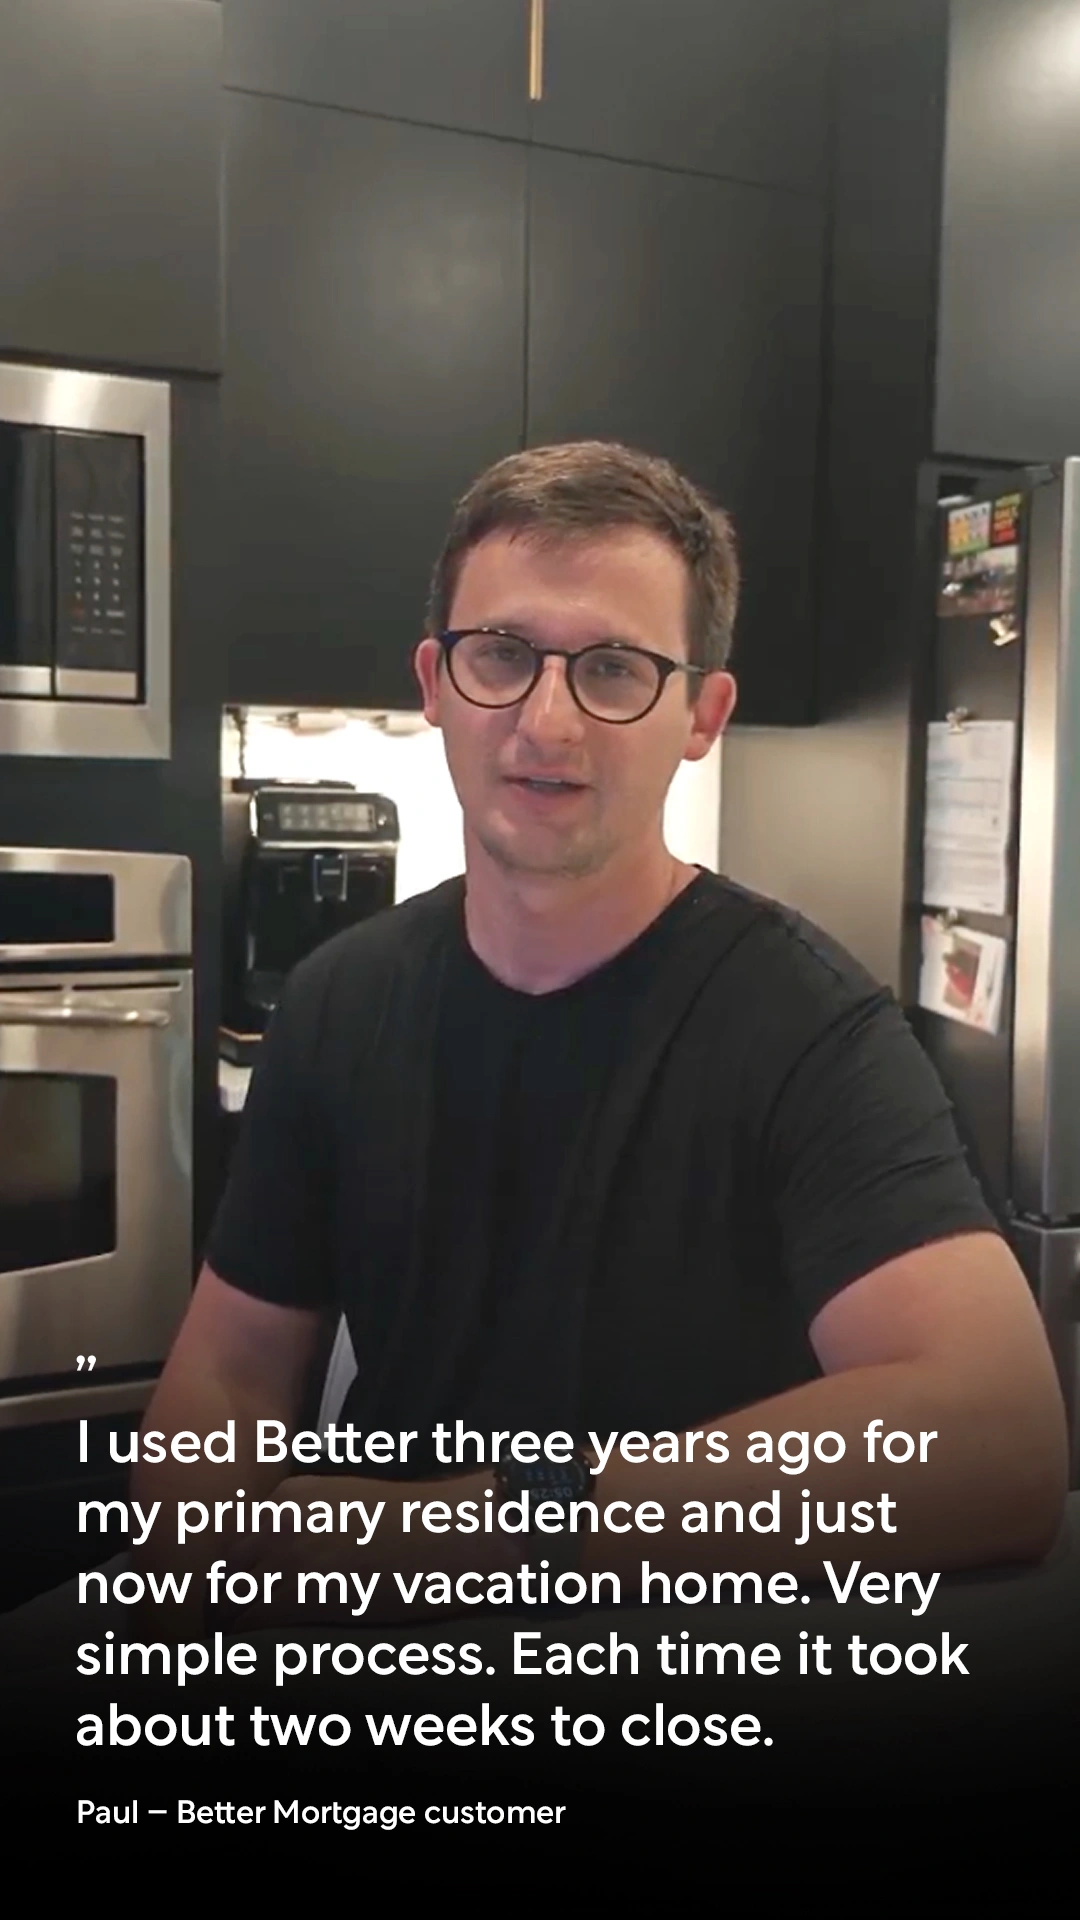 ”
I used Better three years ago for
my primary residence and just
now for my vacation home. Very
simple process. Each time it took
about two weeks to close.
Paul – Better Mortgage customer